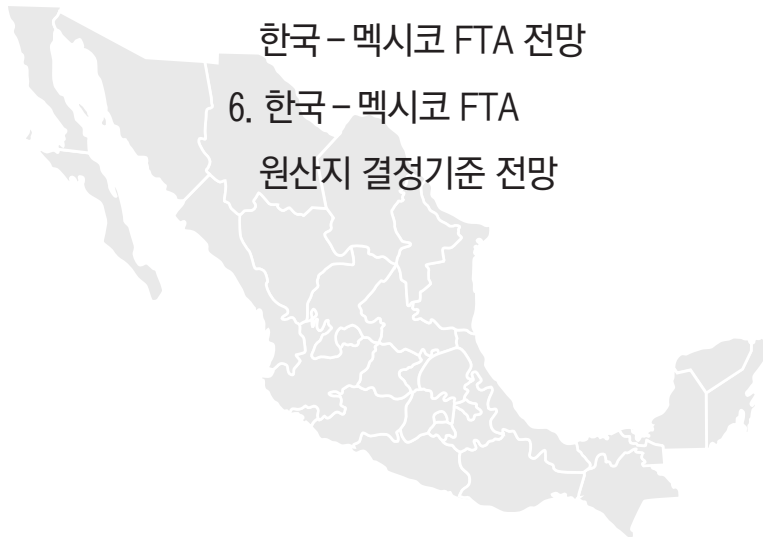 한국 – 멕시코 FTA 전망
6. 한국 – 멕시코 FTA
원산지 결정기준 전망